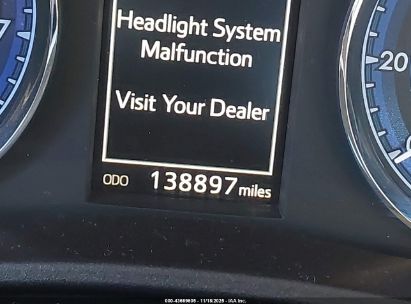 Headlight System
Malfunction
Visit Your Dealer
ODO 138897 miles
20